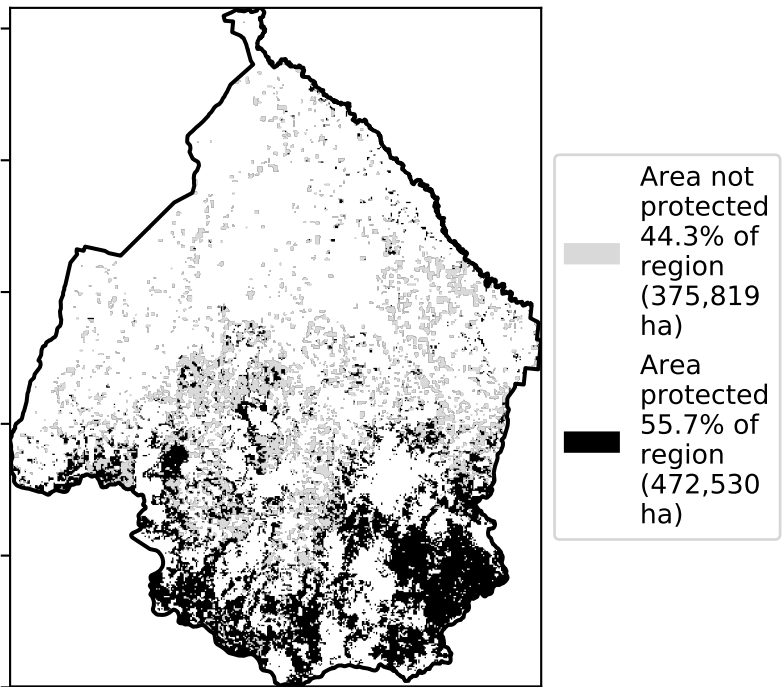 Area not
protected
44.3% of
region
(375,819
ha)
Area
protected
55.7% of
region
(472,530
ha)